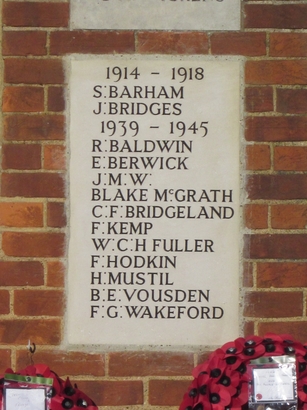 1914 - 1918
S. BARHAM
J. BRIDGES
1939 - 1945
R. BALDWIN
E. BERWICK
J. M. W.
BLAKE McGRATH
C. F. BRIDGELAND
F. KEMP
W. C. H FULLER
F. HODKIN
H. MUSTIL
B. E. VOUSDEN
F. G. WAKEFORD